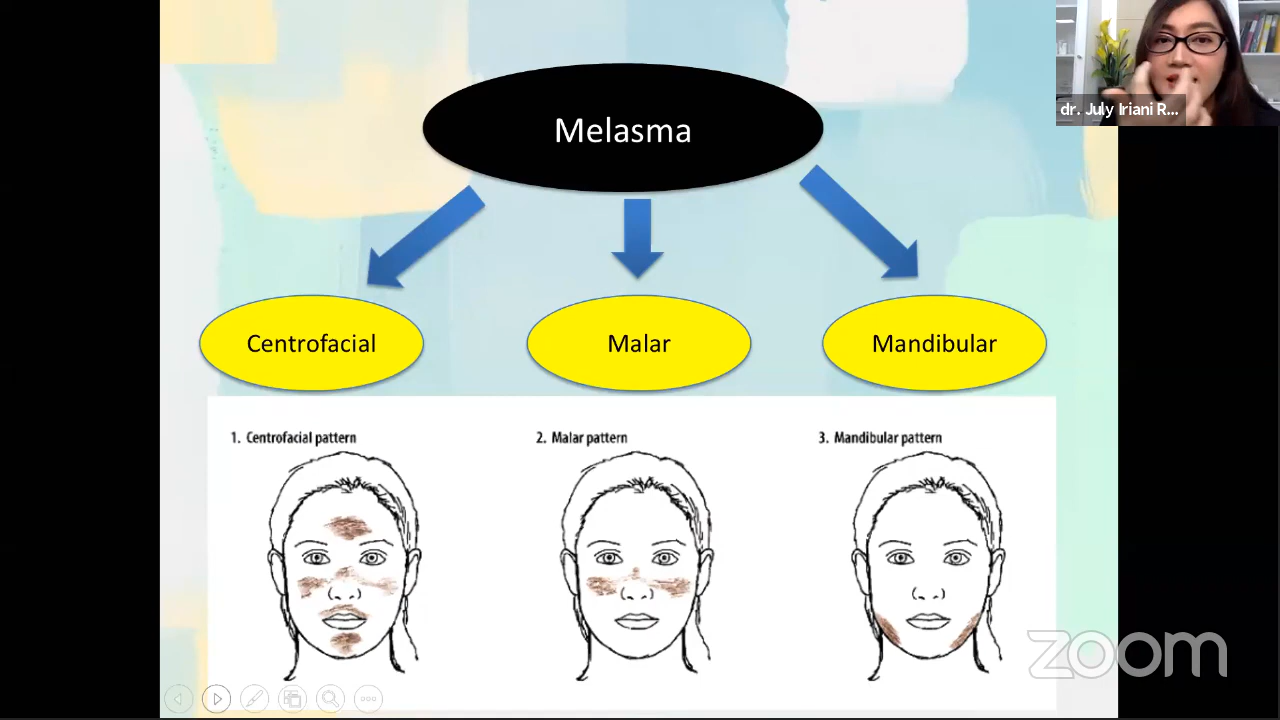 Melasma
dr. July Iriani R...
Centrofacial
Malar
Mandibular
1. Centrofacial pattern
2. Malar pattern
3. Mandibular pattern
zoom